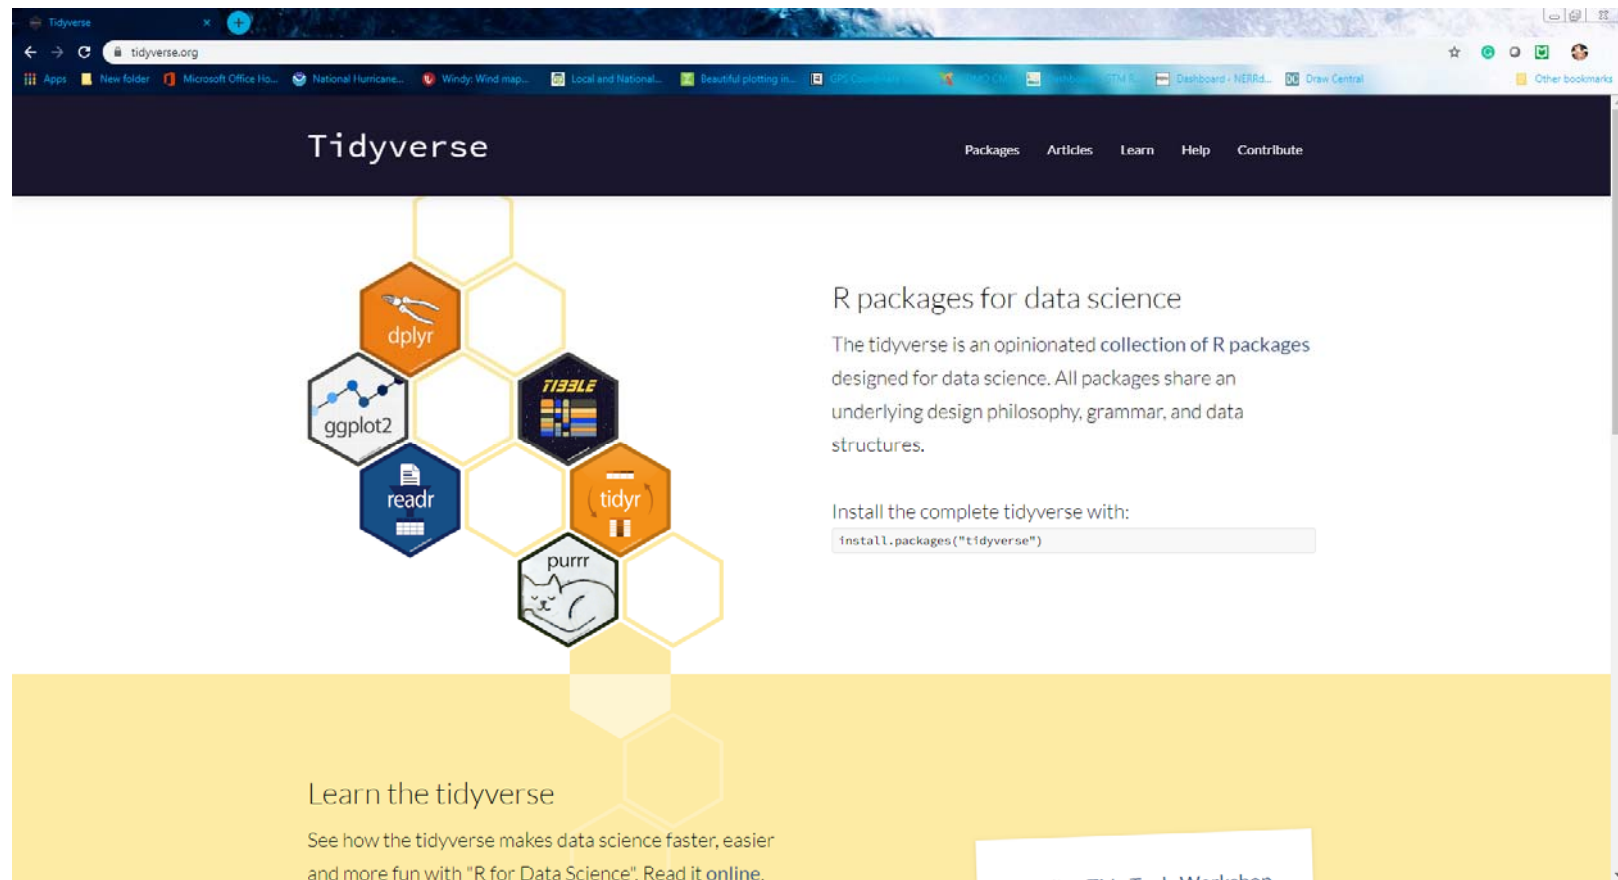 Tidyverse
tidyverse.org
Apps New folder Microsoft Office Ho... National Hurricane... Windy: Wind map... Local and National... Beautiful plotting in... Dashboard - NERRd... Draw Central Other bookmarks
Tidyverse
Packages Articles Learn Help Contribute
dplyr
TIBBLE
ggplot2
readr
tidyr
purrr
R packages for data science
The tidyverse is an opinionated collection of R packages
designed for data science. All packages share an
underlying design philosophy, grammar, and data
structures.
Install the complete tidyverse with:
install.packages("tidyverse")
Learn the tidyverse
See how the tidyverse makes data science faster, easier
and more fun with "R for Data Science". Read it online,
Workshop